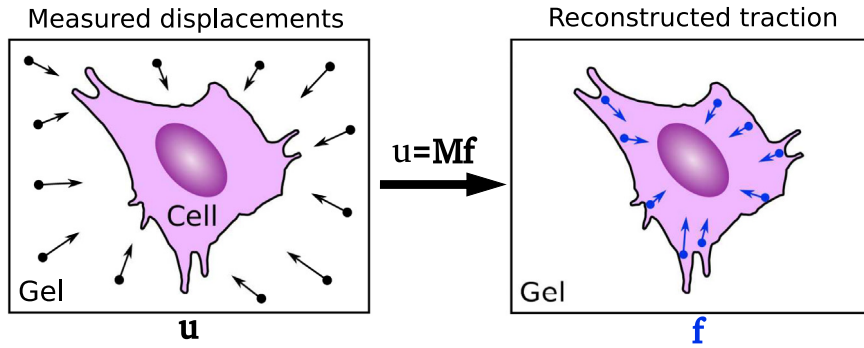 Measured displacements
Reconstructed traction
Cell
Gel
u
u=Mf
Gel
f